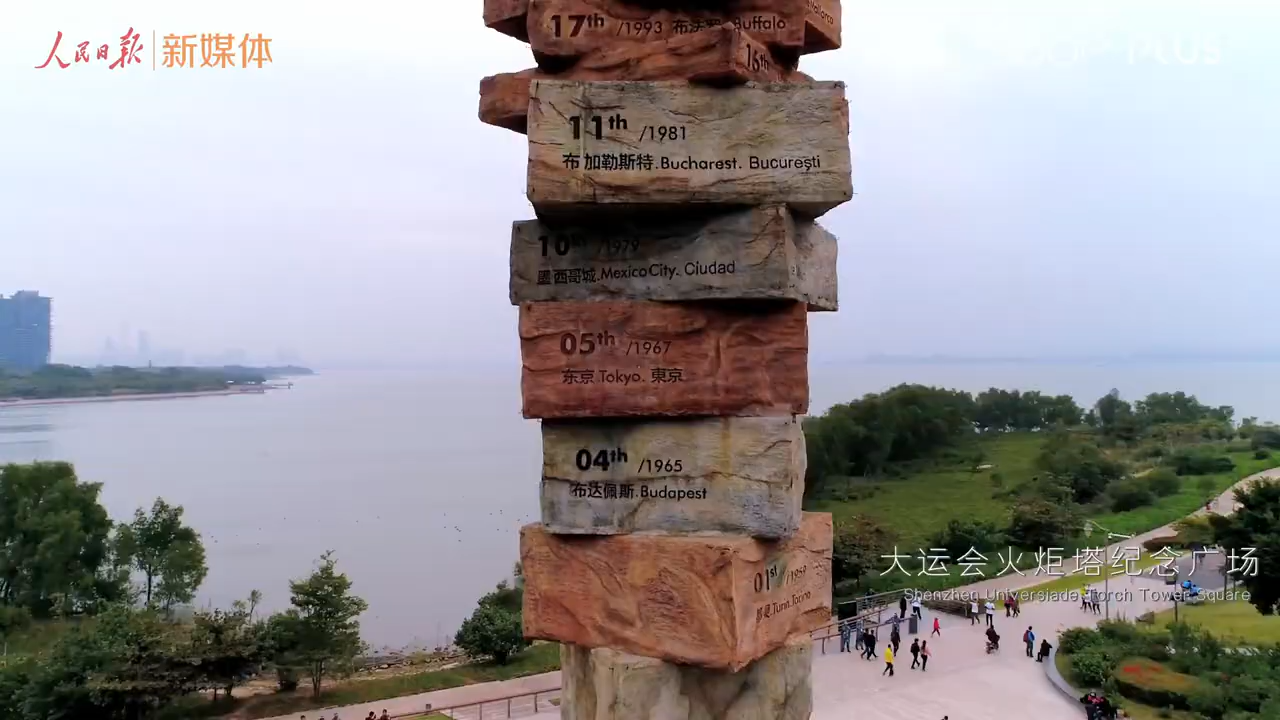 人民日报 新媒体
PLUS
17th /1993 布法罗 Buffalo
16th
11th /1981
布加勒斯特.Bucharest. Bucureşti
10th /1979
墨西哥城.MexicoCity. Ciudad
05th /1967
东京.Tokyo. 東京
04th /1965
布达佩斯.Budapest
01st /1959
都灵.Turin.Torino
大运会火炬塔纪念广场
Shenzhen Universiade Torch Tower Square